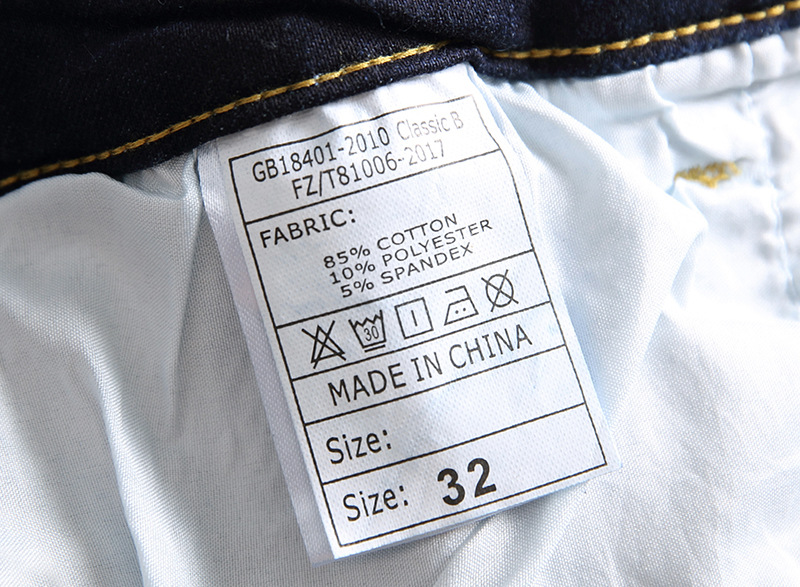 GB18401-2010 Classic B
FZ/T81006-2017
FABRIC:
85% COTTON
10% POLYESTER
5% SPANDEX
30
MADE IN CHINA
Size:
Size: 32